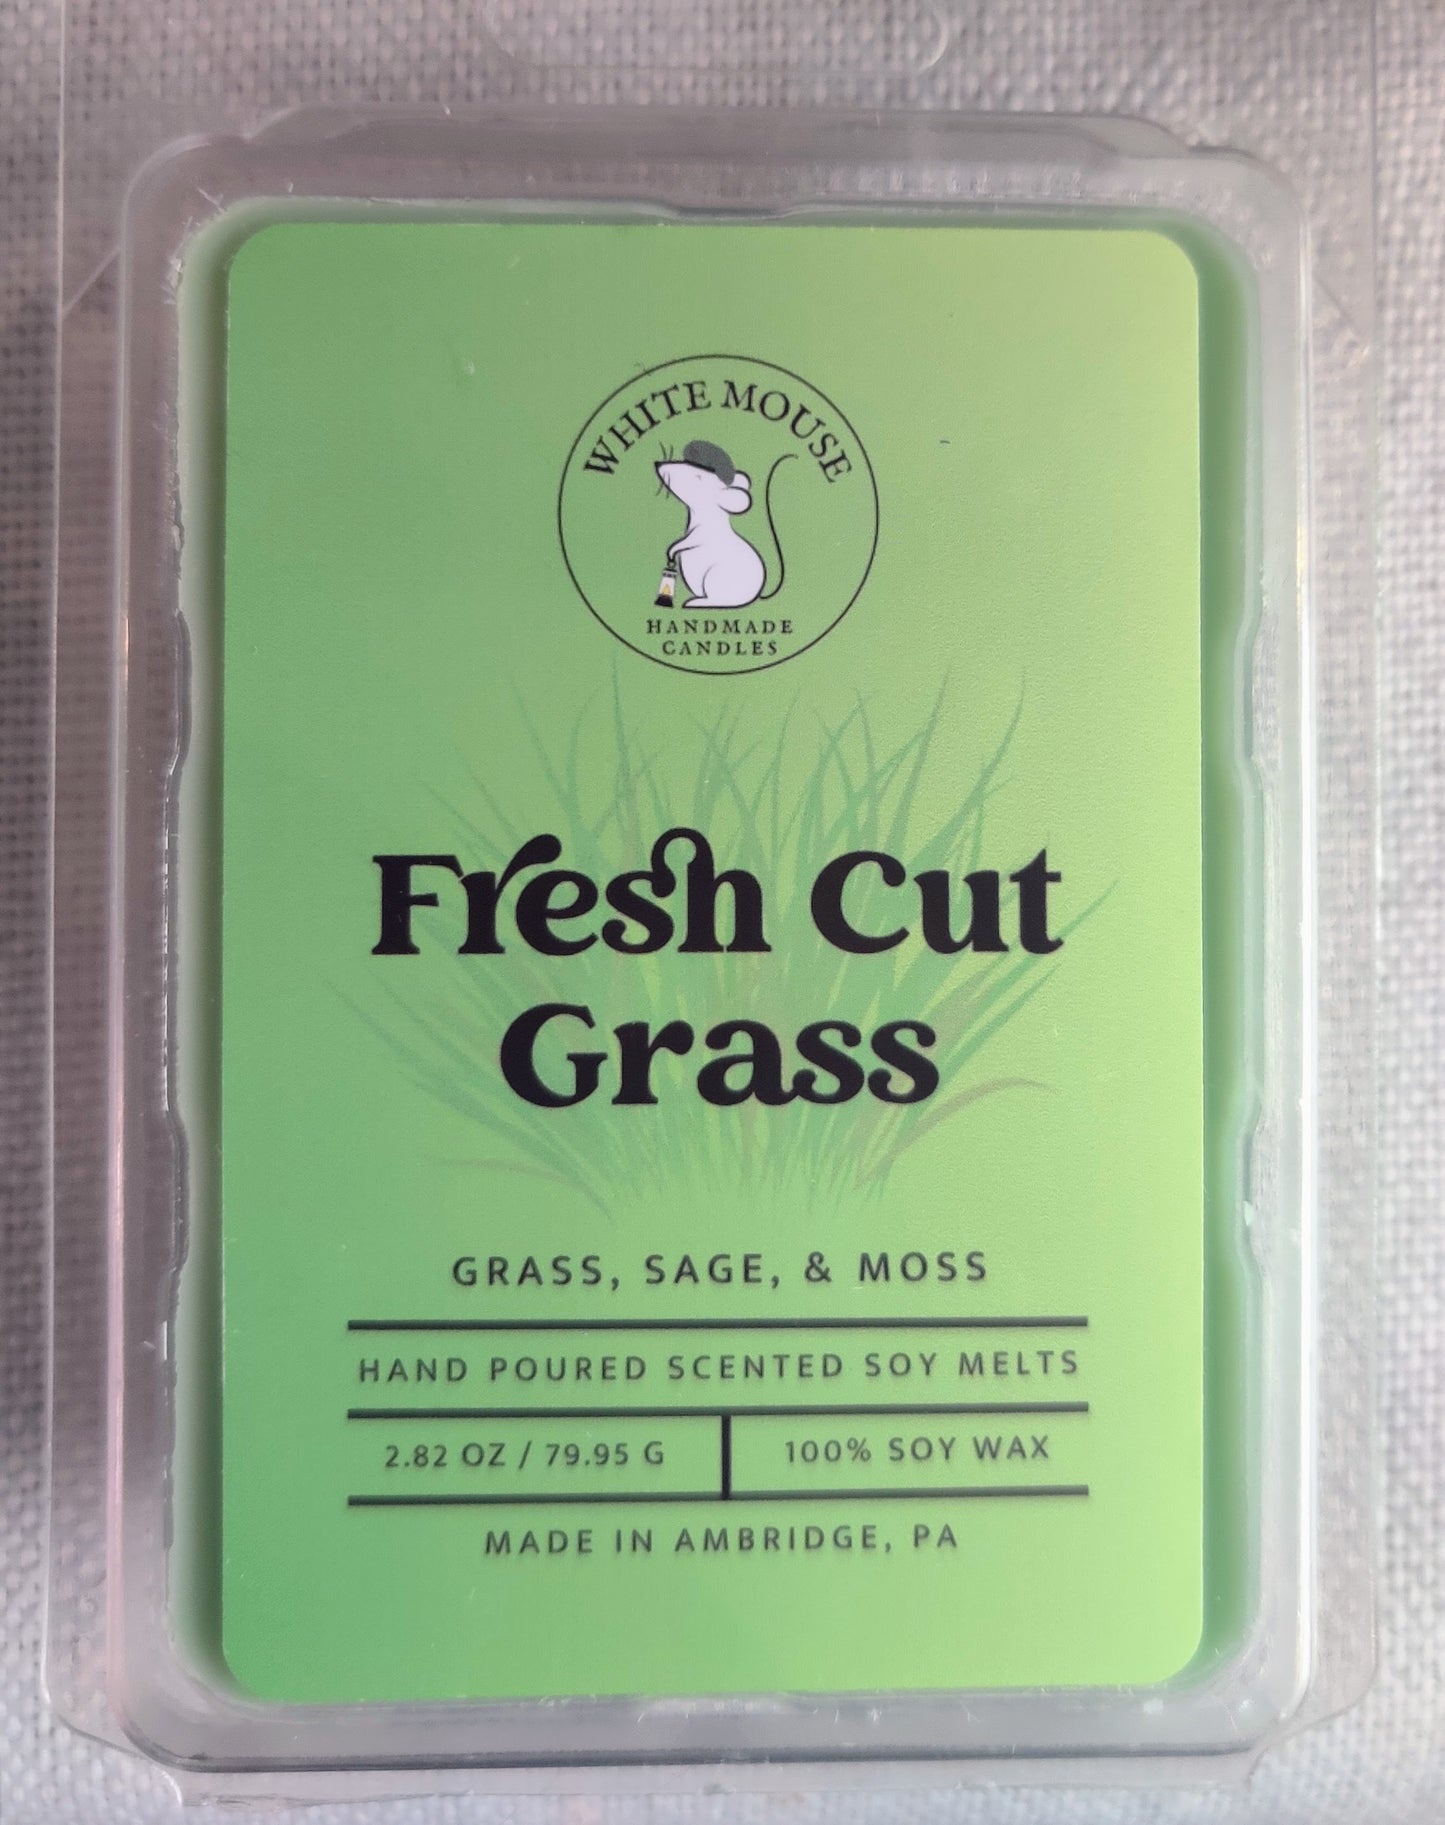 WHITE MOUSE
HANDMADE
CANDLES
Fresh Cut
Grass
GRASS, SAGE, & MOSS
HAND POURED SCENTED SOY MELTS
2.82 OZ / 79.95 G
100% SOY WAX
MADE IN AMBRIDGE, PA